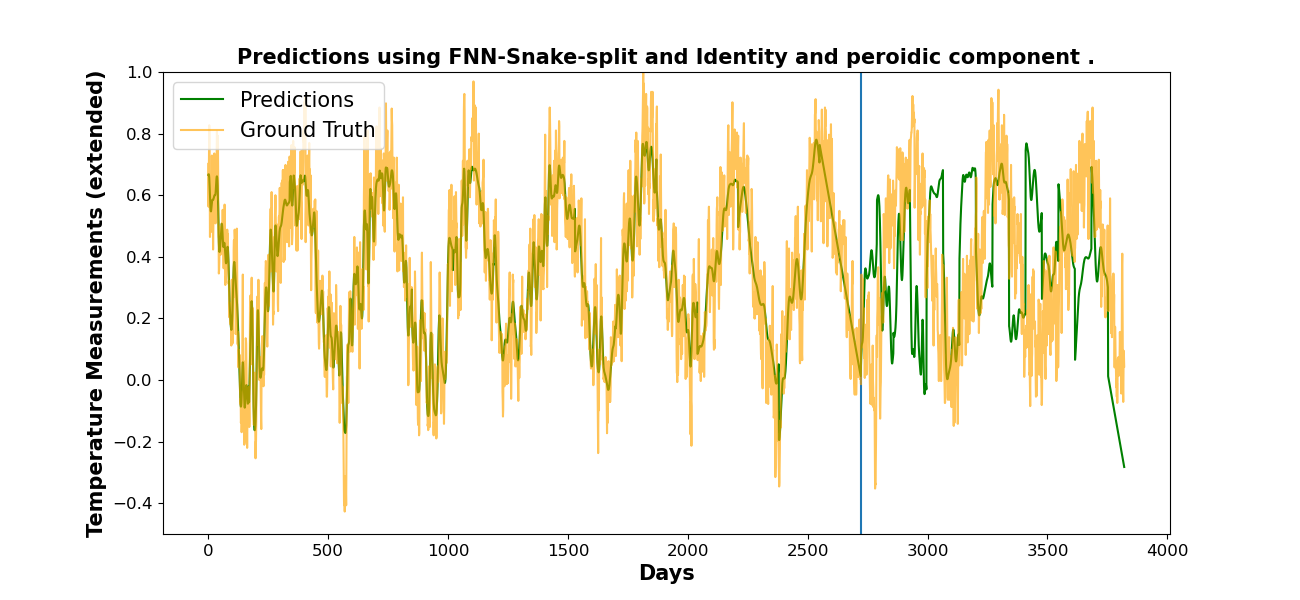 Predictions using FNN-Snake-split and Identity and peroidic component .
Temperature Measurements (extended)
1.0
0.8
0.6
0.4
0.2
0.0
−0.2
−0.4
Predictions
Ground Truth
0 500 1000 1500 2000 2500 3000 3500 4000
Days